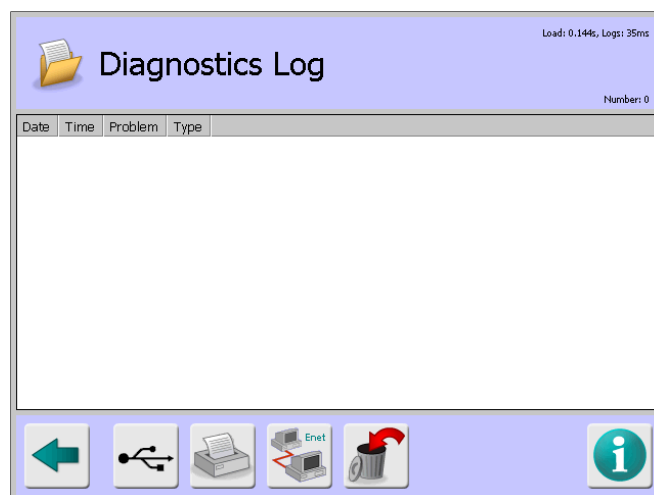 Load: 0.144s, Logs: 35ms
Diagnostics Log
Number: 0
Date Time Problem Type
Enet
i